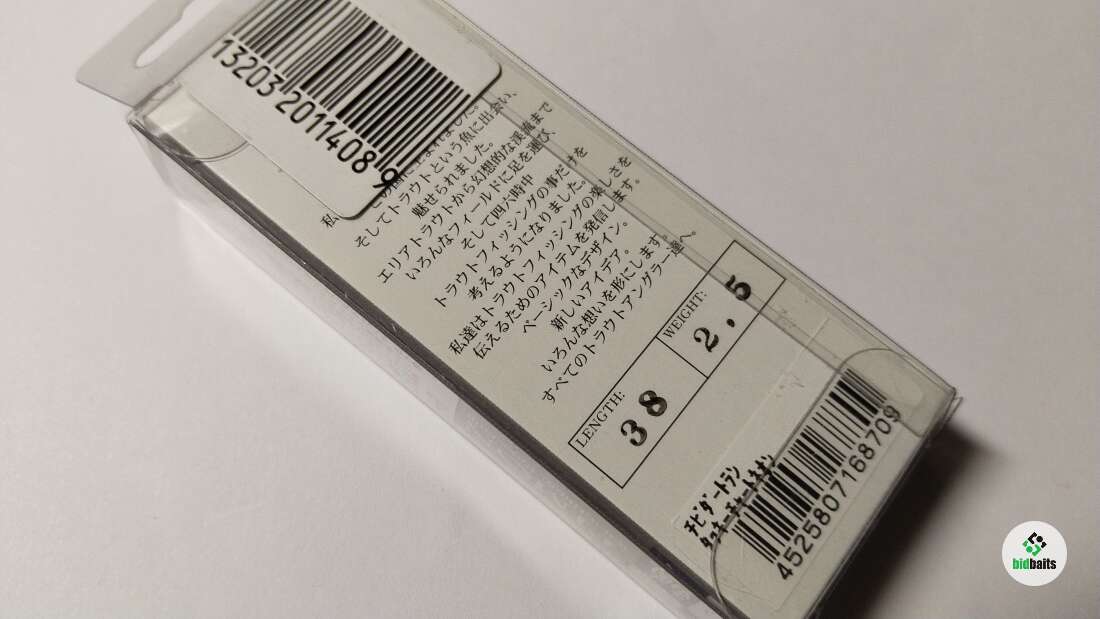 13203 2011408 9
そしてトラウトという魚に出会い、
魅せられました。
エリアトラウトから幻想的な渓流まで
いろんなフィールドに足を運び、
そして四六時中
トラウトフィッシングの事だけを
考えるようになりました。
私達はトラウトフィッシングの楽しさを
伝えるためのアイテムを発信します。
ベーシックなデザイン。
新しいアイデア。
いろんな想いを形にします。
すべてのトラウトアングラー達へ。
LENGTH:
38
WEIGHT:
2.5
チビダートラン
4525807168709
bidbaits